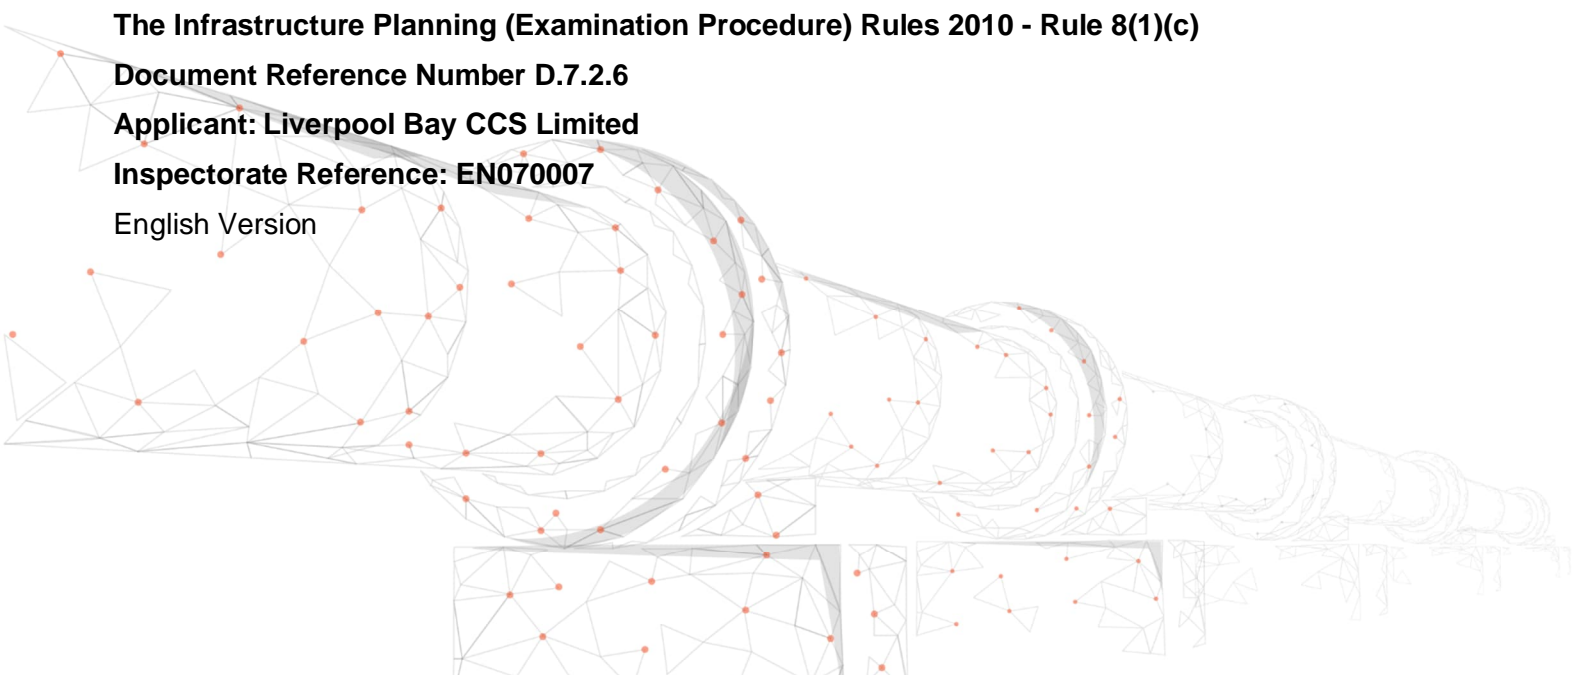 The Infrastructure Planning (Examination Procedure) Rules 2010 - Rule 8(1)(c)
Document Reference Number D.7.2.6
Applicant: Liverpool Bay CCS Limited
Inspectorate Reference: EN070007
English Version